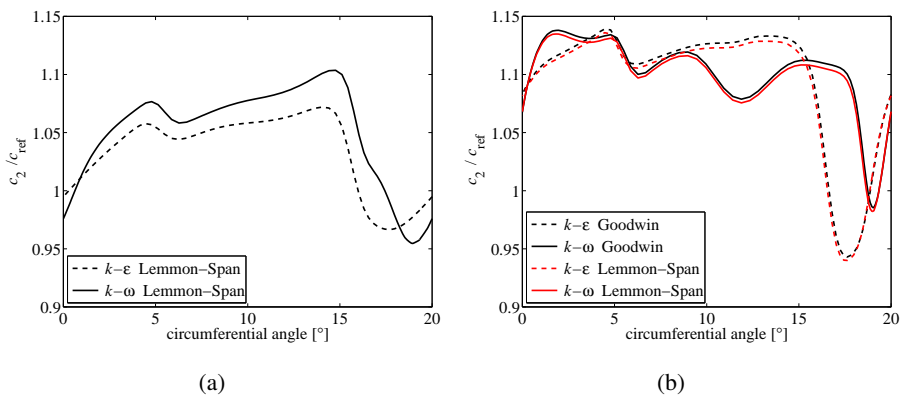 1.15
1.1
1.05
1
0.95
0.9
c₂ /c_ref
0
5
10
15
20
circumferential angle [°]
k−ε Lemmon−Span
k−ω Lemmon−Span
(a)
1.15
1.1
1.05
1
0.95
0.9
c₂ /c_ref
0
5
10
15
20
circumferential angle [°]
k−ε Goodwin
k−ω Goodwin
k−ε Lemmon−Span
k−ω Lemmon−Span
(b)